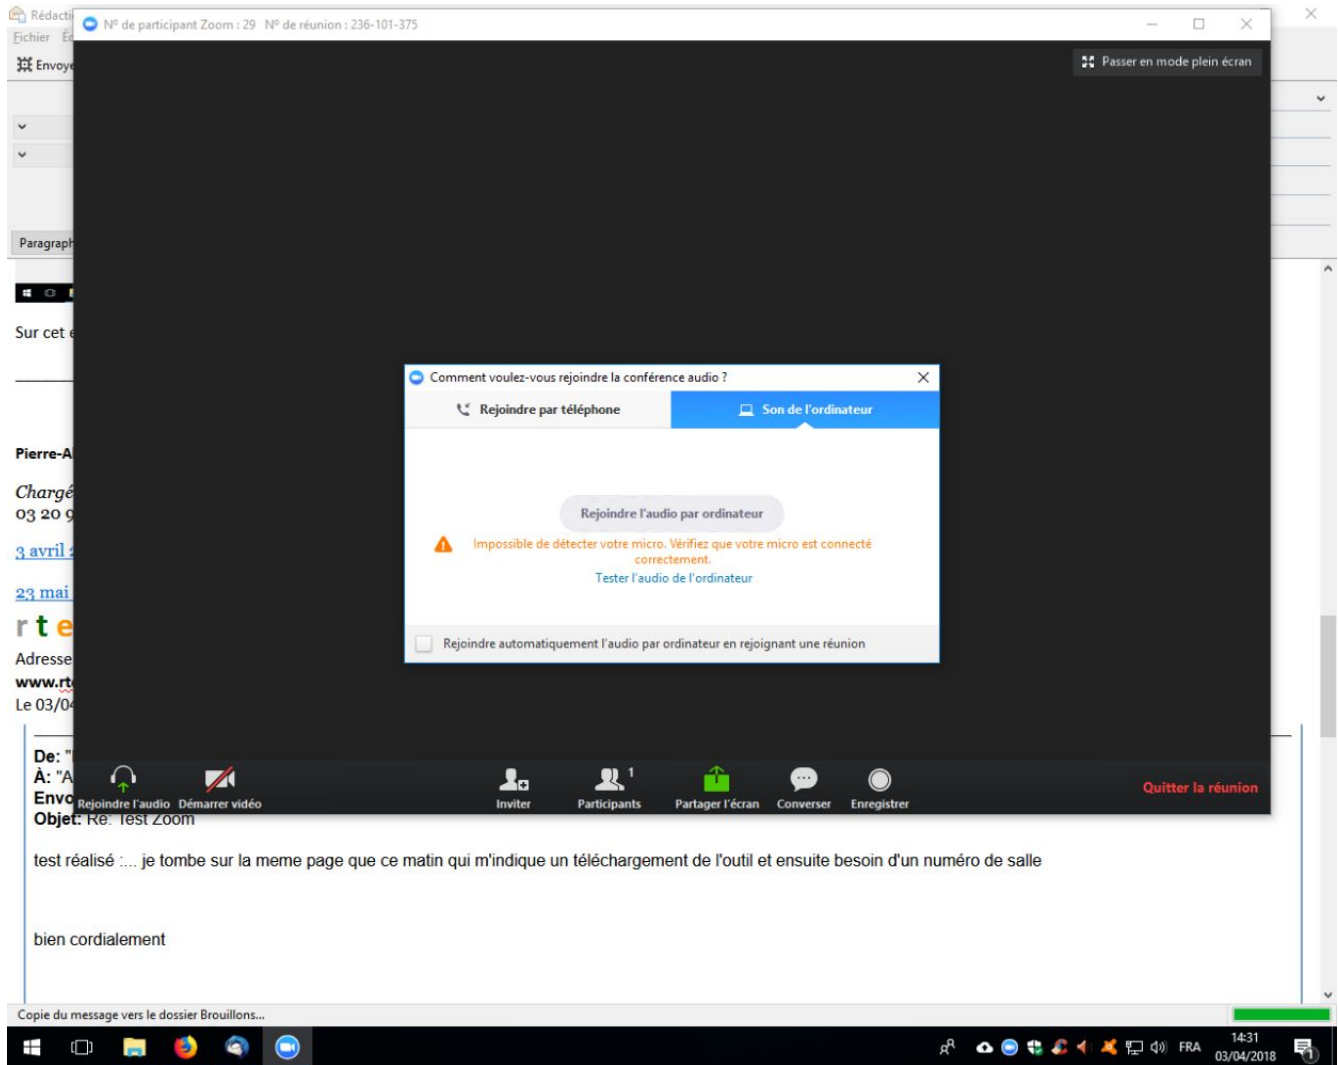 Rédacti
N° de participant Zoom : 29 N° de réunion : 236-101-375
Fichier
Envoye
Passer en mode plein écran
Paragraph
Sur cet e
Comment voulez-vous rejoindre la conférence audio ?
Rejoindre par téléphone
Son de l'ordinateur
Pierre-A
Chargé
03 20 9
Rejoindre l'audio par ordinateur
Impossible de détecter votre micro. Vérifiez que votre micro est connecté
correctement.
3 avril 2
Tester l'audio de l'ordinateur
23 mai
r t e
Rejoindre automatiquement l'audio par ordinateur en rejoignant une réunion
Adresse
www.rte
Le 03/04
De: "
À: "A
Envo
Rejoindre l'audio Démarrer vidéo Inviter Participants 1 Partager l'écran Converser Enregistrer
Quitter la réunion
Objet: Re: Test Zoom
test réalisé :... je tombe sur la meme page que ce matin qui m'indique un téléchargement de l'outil et ensuite besoin d'un numéro de salle
bien cordialement
Copie du message vers le dossier Brouillons...
FRA
14:31
03/04/2018
1